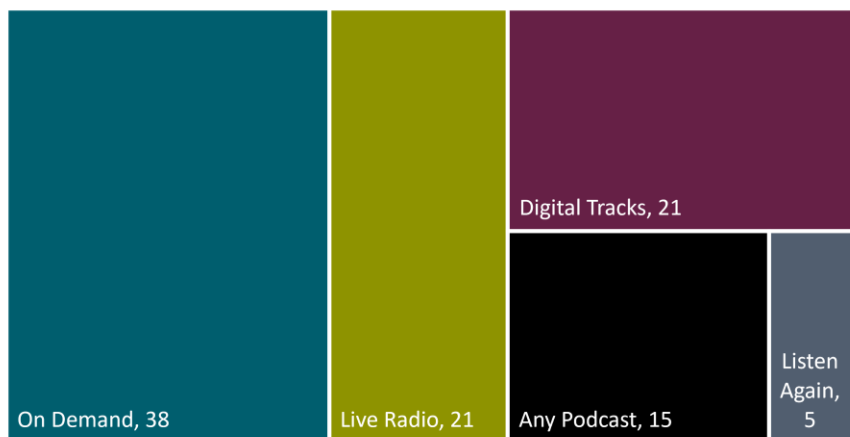 Digital Tracks, 21
On Demand, 38
Live Radio, 21
Any Podcast, 15
Listen
Again,
5